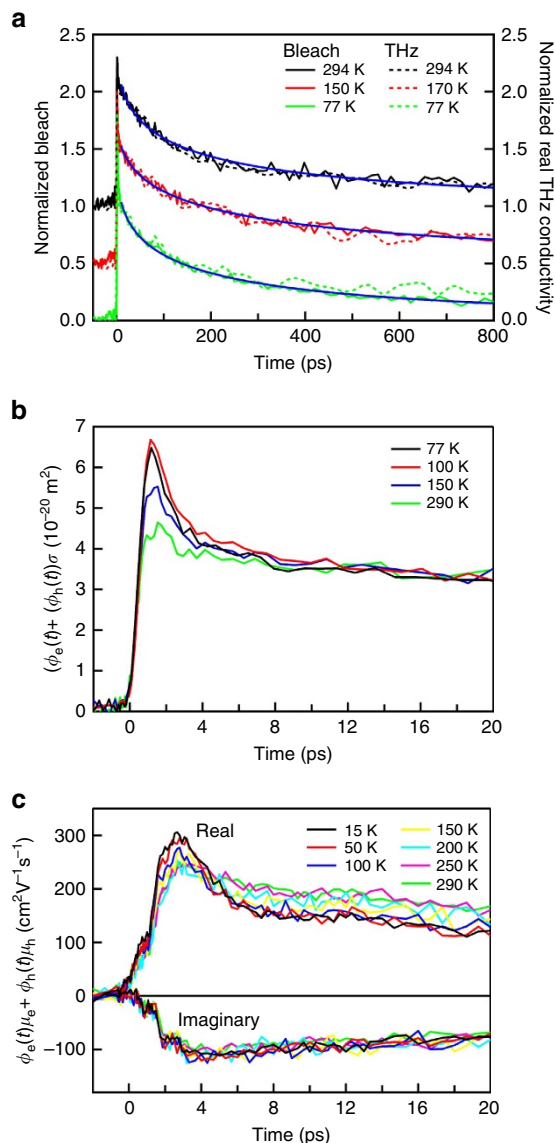 a
Bleach THz
294 K 294 K
150 K 170 K
77 K 77 K
Normalized bleach
Normalized real THz conductivity
2.5 2.5
2.0 2.0
1.5 1.5
1.0 1.0
0.5 0.5
0.0 0.0
0 200 400 600 800
Time (ps)
b
77 K
100 K
150 K
290 K
(ϕe(t)+ (ϕh(t))σ (10⁻²⁰ m²)
7
6
5
4
3
2
1
0
0 4 8 12 16 20
Time (ps)
c
Real
15 K 150 K
50 K 200 K
100 K 250 K
290 K
ϕe(t)μe + ϕh(t)μh (cm²V⁻¹s⁻¹)
300
200
100
0
−100
Imaginary
0 4 8 12 16 20
Time (ps)